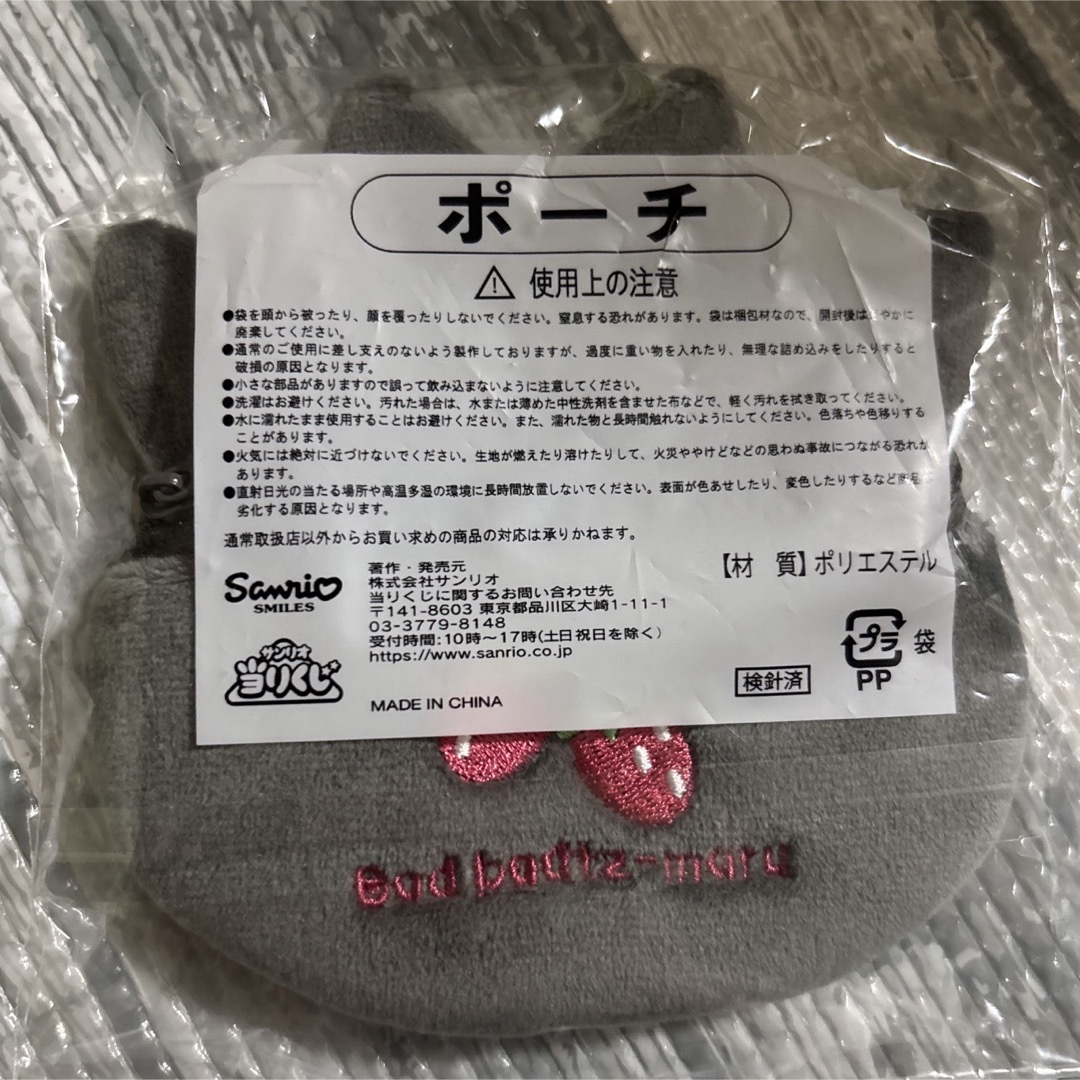 ポーチ
使用上の注意
●袋を頭から被ったり、顔を覆ったりしないでください。窒息する恐れがあります。袋は梱包材なので、開封後は やかに
廃棄してください。
●通常のご使用に差し支えのないよう製作しておりますが、過度に重い物を入れたり、無理な詰め込みをしたりすると
破損の原因となります。
●小さな部品がありますので誤って飲み込まないように注意してください。
●洗濯はお避けください。汚れた場合は、水または薄めた中性洗剤を含ませた布などで、軽く汚れを拭き取ってください。
●水に濡れたまま使用することはお避けください。また、濡れた物と長時間触れないようにしてください。色落ちや色移りする
ことがあります。
●火気には絶対に近づけないでください。生地が燃えたり溶けたりして、火災ややけどなどの思わぬ事故につながる恐れが
あります。
●直射日光の当たる場所や高温多湿の環境に長時間放置しないでください。表面が色あせしたり、変色したりするなど商品
劣化する原因となります。
通常取扱店以外からお買い求めの商品の対応は承りかねます。
【材 質】ポリエステル
Sanrio
SMILES
著作・発売元
株式会社サンリオ
当りくじに関するお問い合わせ先
〒141-8603 東京都品川区大崎1-11-1
03-3779-8148
受付時間:10時～17時(土日祝日を除く)
https://www.sanrio.co.jp
サンリオ
当りくじ
MADE IN CHINA
検針済
プラ 袋
PP
Bad badtz-maru